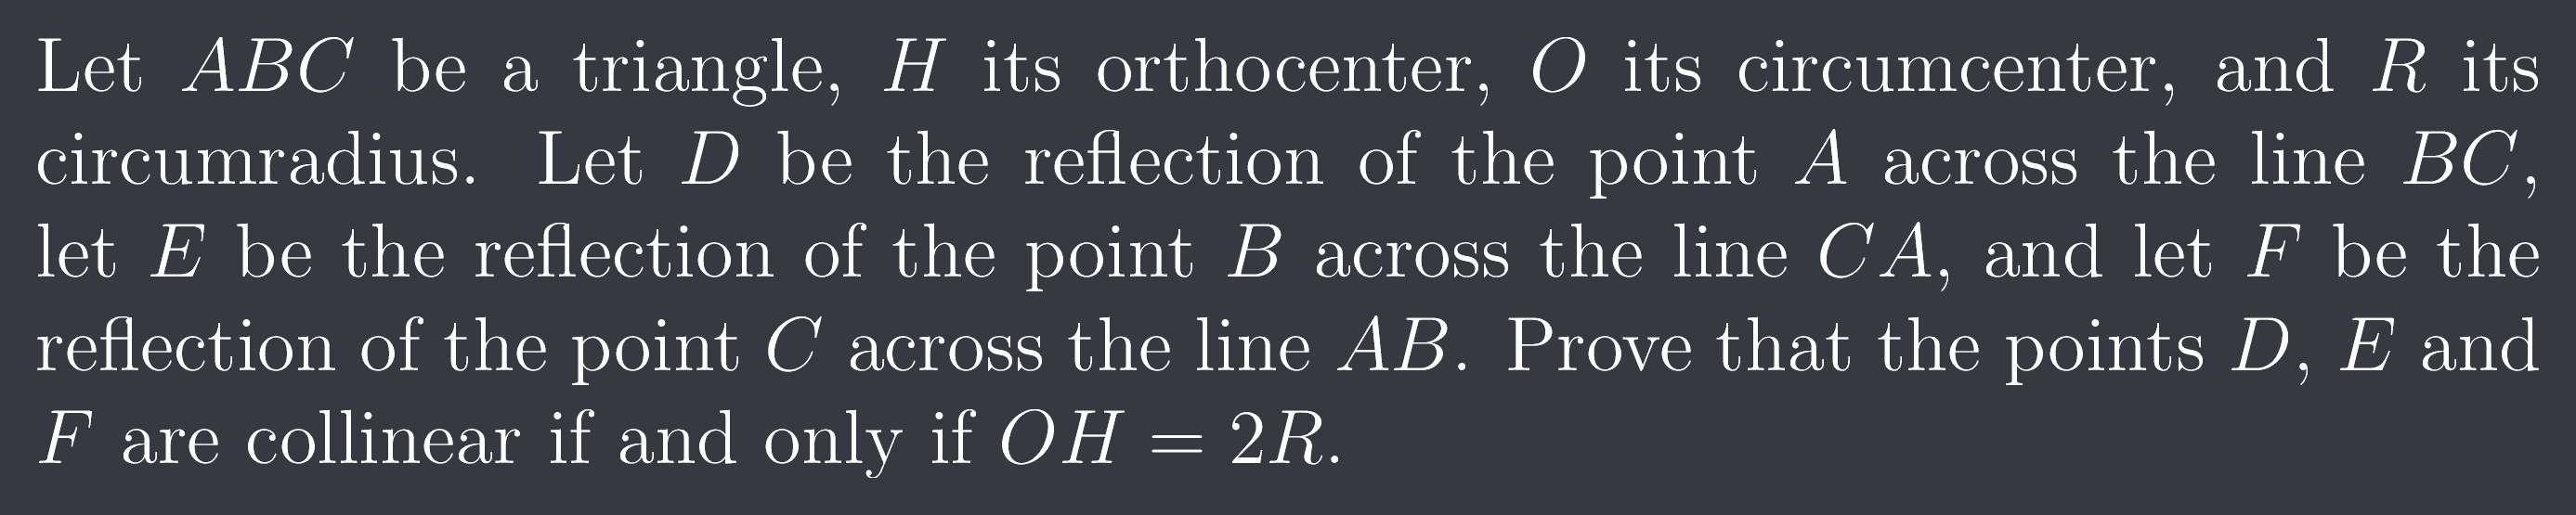 Let ABC be a triangle, H its orthocenter, O its circumcenter, and R its
circumradius. Let D be the reflection of the point A across the line BC,
let E be the reflection of the point B across the line CA, and let F be the
reflection of the point C across the line AB. Prove that the points D, E and
F are collinear if and only if OH = 2R.